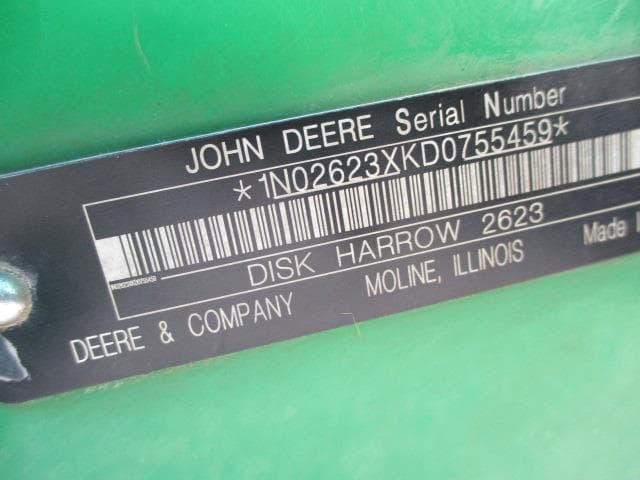 JOHN DEERE Serial Number
*1N02623XKD0755459*
DISK HARROW 2623
DEERE & COMPANY MOLINE, ILLINOIS Made